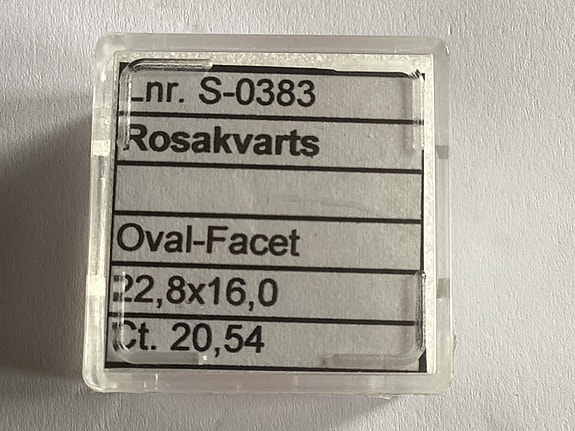 Lnr. S-0383
Rosakvarts
Oval-Facet
22,8x16,0
Ct. 20,54